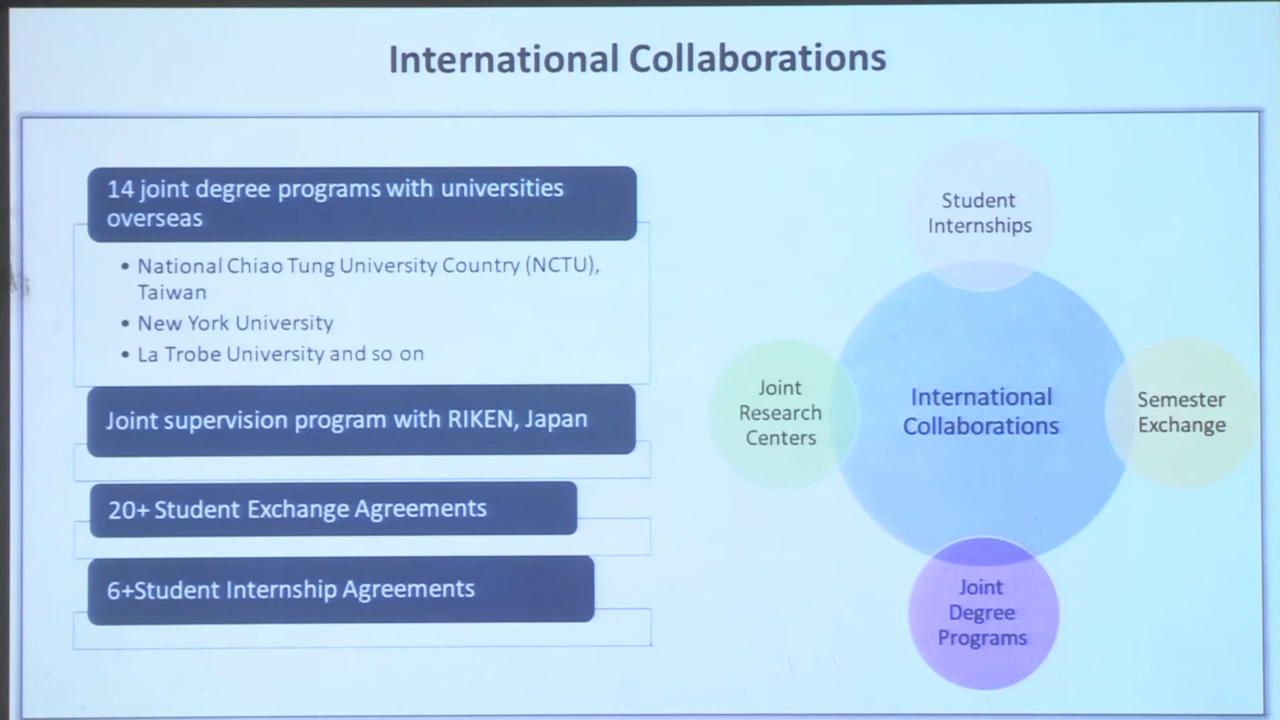 International Collaborations
14 joint degree programs with universities
overseas
• National Chiao Tung University Country (NCTU),
Taiwan
• New York University
• La Trobe University and so on
Joint supervision program with RIKEN, Japan
20+ Student Exchange Agreements
6+Student Internship Agreements
Student
Internships
Joint
Research
Centers
International
Collaborations
Semester
Exchange
Joint
Degree
Programs